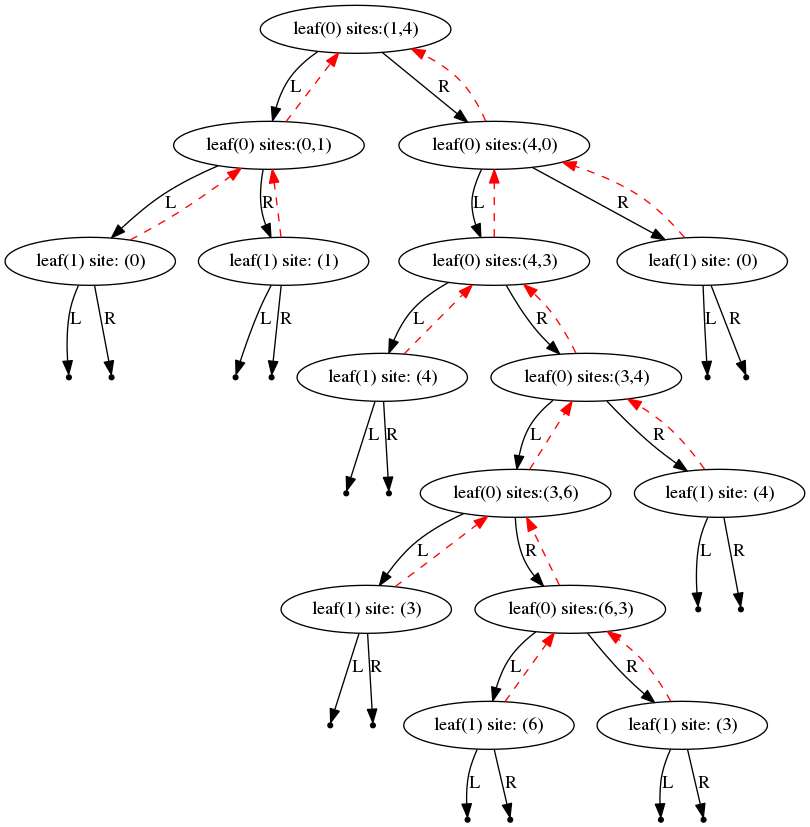 leaf(0) sites:(1,4)
L
R
leaf(0) sites:(0,1)
leaf(0) sites:(4,0)
L
R
L
R
leaf(1) site: (0)
leaf(1) site: (1)
leaf(0) sites:(4,3)
leaf(1) site: (0)
L
R
L
R
L
R
L
R
leaf(1) site: (4)
leaf(0) sites:(3,4)
L
R
L
R
leaf(0) sites:(3,6)
leaf(1) site: (4)
L
R
L
R
leaf(1) site: (3)
leaf(0) sites:(6,3)
L
R
L
R
leaf(1) site: (6)
leaf(1) site: (3)
L
R
L
R